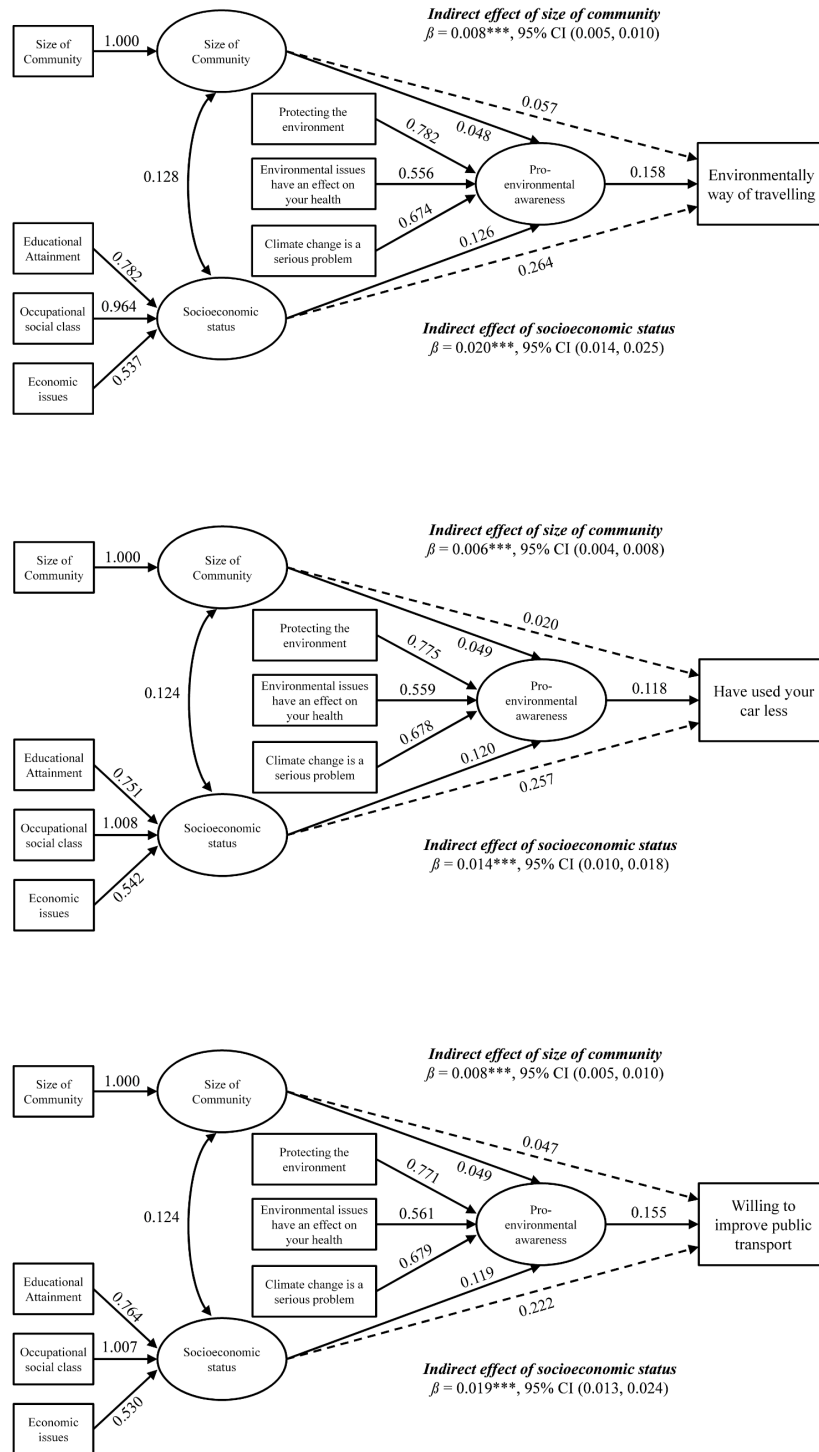 Indirect effect of size of community
β = 0.008***, 95% CI (0.005, 0.010)
Size of
Community
1.000
Size of
Community
0.057
0.048
Protecting the
environment
0.782
Environmental issues
have an effect on
your health
0.556
Pro-
environmental
awareness
0.158
Environmentally
way of travelling
0.128
0.674
Climate change is a
serious problem
0.126
0.264
Educational
Attainment
0.782
Occupational
social class
0.964
Socioeconomic
status
Economic
issues
0.537
Indirect effect of socioeconomic status
β = 0.020***, 95% CI (0.014, 0.025)
Indirect effect of size of community
β = 0.006***, 95% CI (0.004, 0.008)
Size of
Community
1.000
Size of
Community
0.020
0.049
Protecting the
environment
0.775
Environmental issues
have an effect on
your health
0.559
Pro-
environmental
awareness
0.118
Have used your
car less
0.124
0.678
Climate change is a
serious problem
0.120
0.257
Educational
Attainment
0.751
Occupational
social class
1.008
Socioeconomic
status
Economic
issues
0.542
Indirect effect of socioeconomic status
β = 0.014***, 95% CI (0.010, 0.018)
Indirect effect of size of community
β = 0.008***, 95% CI (0.005, 0.010)
Size of
Community
1.000
Size of
Community
0.047
0.049
Protecting the
environment
0.771
Environmental issues
have an effect on
your health
0.561
Pro-
environmental
awareness
0.155
Willing to
improve public
transport
0.124
0.679
Climate change is a
serious problem
0.119
0.222
Educational
Attainment
0.764
Occupational
social class
1.007
Socioeconomic
status
Economic
issues
0.530
Indirect effect of socioeconomic status
β = 0.019***, 95% CI (0.013, 0.024)